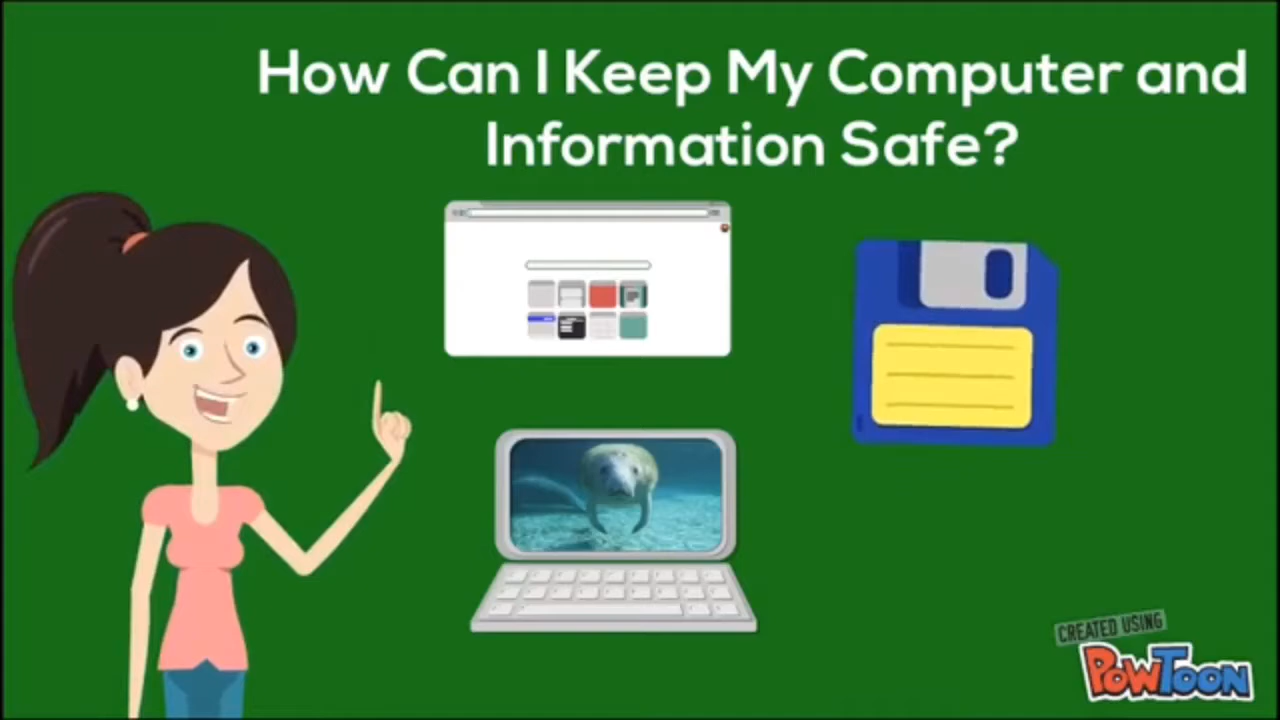 How Can I Keep My Computer and
Information Safe?
CREATED USING
PowToon